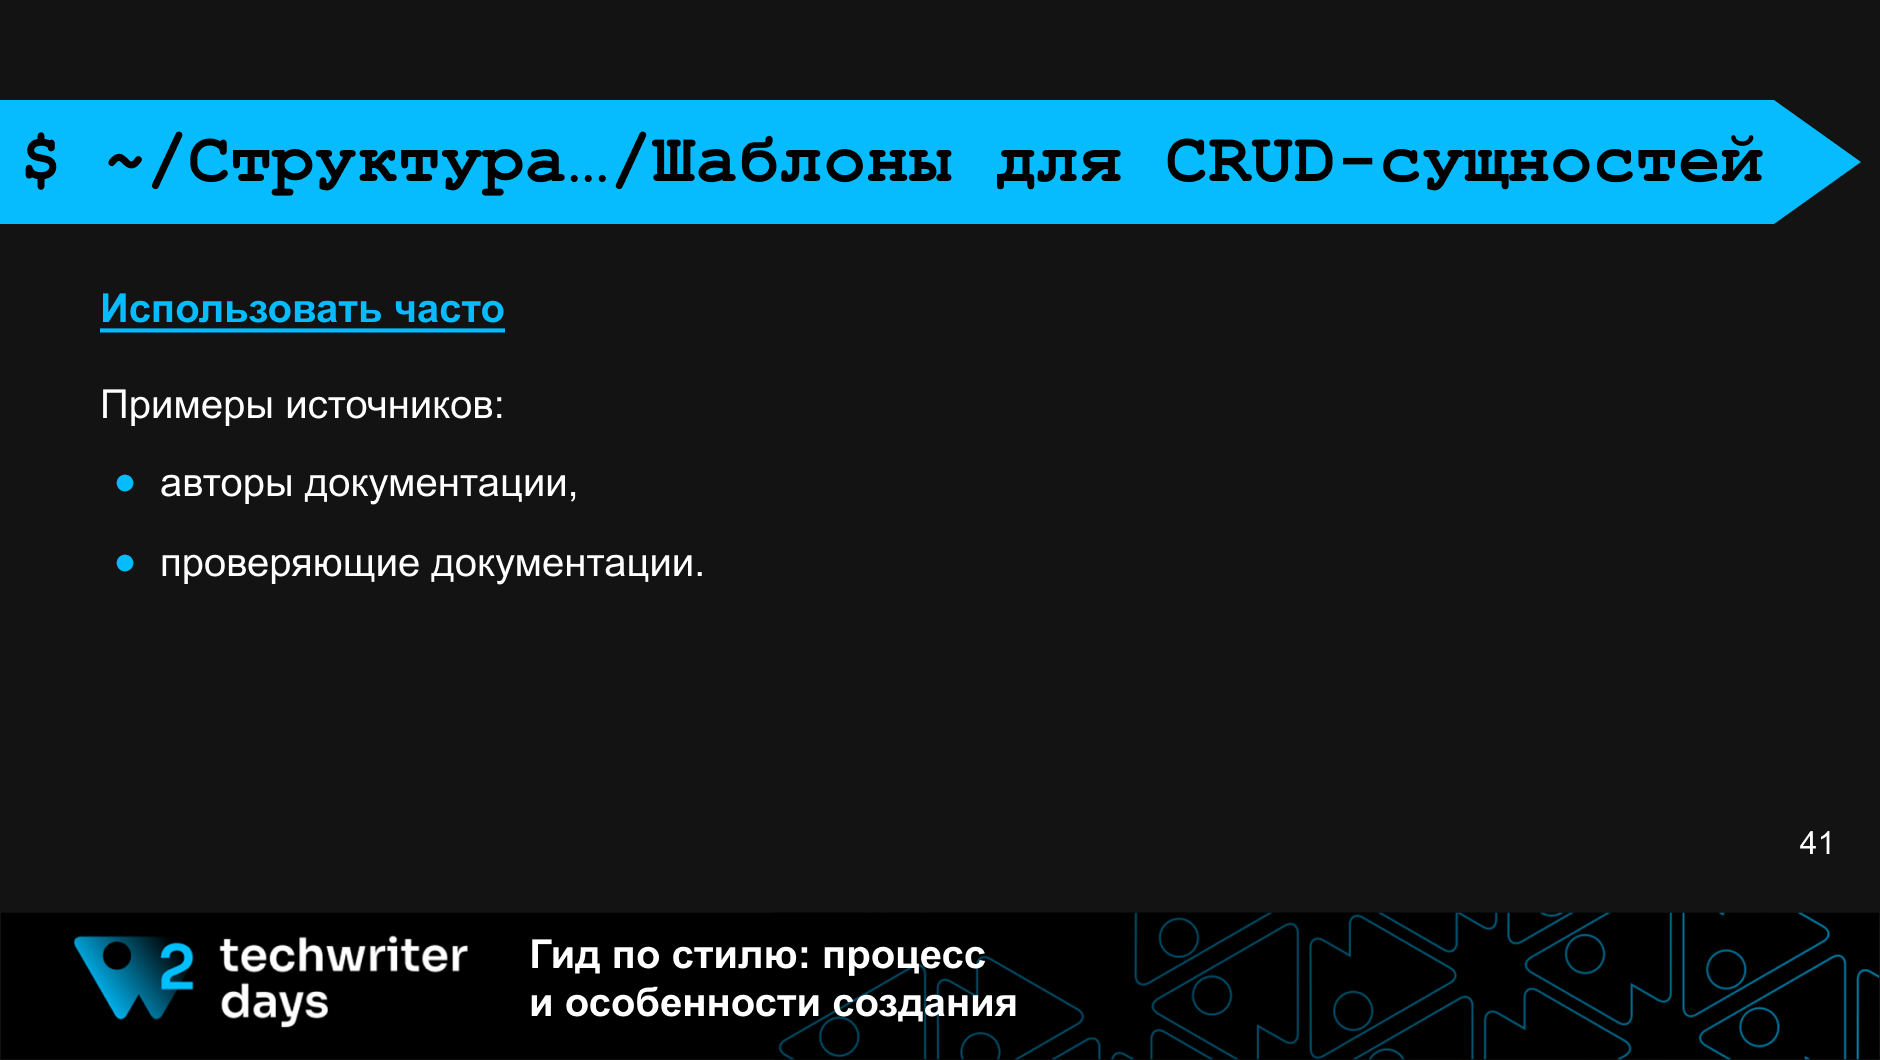 $ ~/Структура…/Шаблоны для CRUD-сущностей
Использовать часто
Примеры источников:
● авторы документации,
● проверяющие документации.
41
2 techwriter
days
Гид по стилю: процесс
и особенности создания